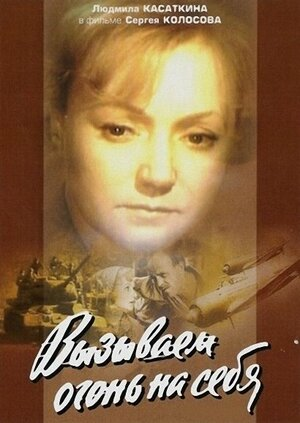 Людмила КАСАТКИНА
в фильме Сергея КОЛОСОВА
Вызываем
огонь на себя